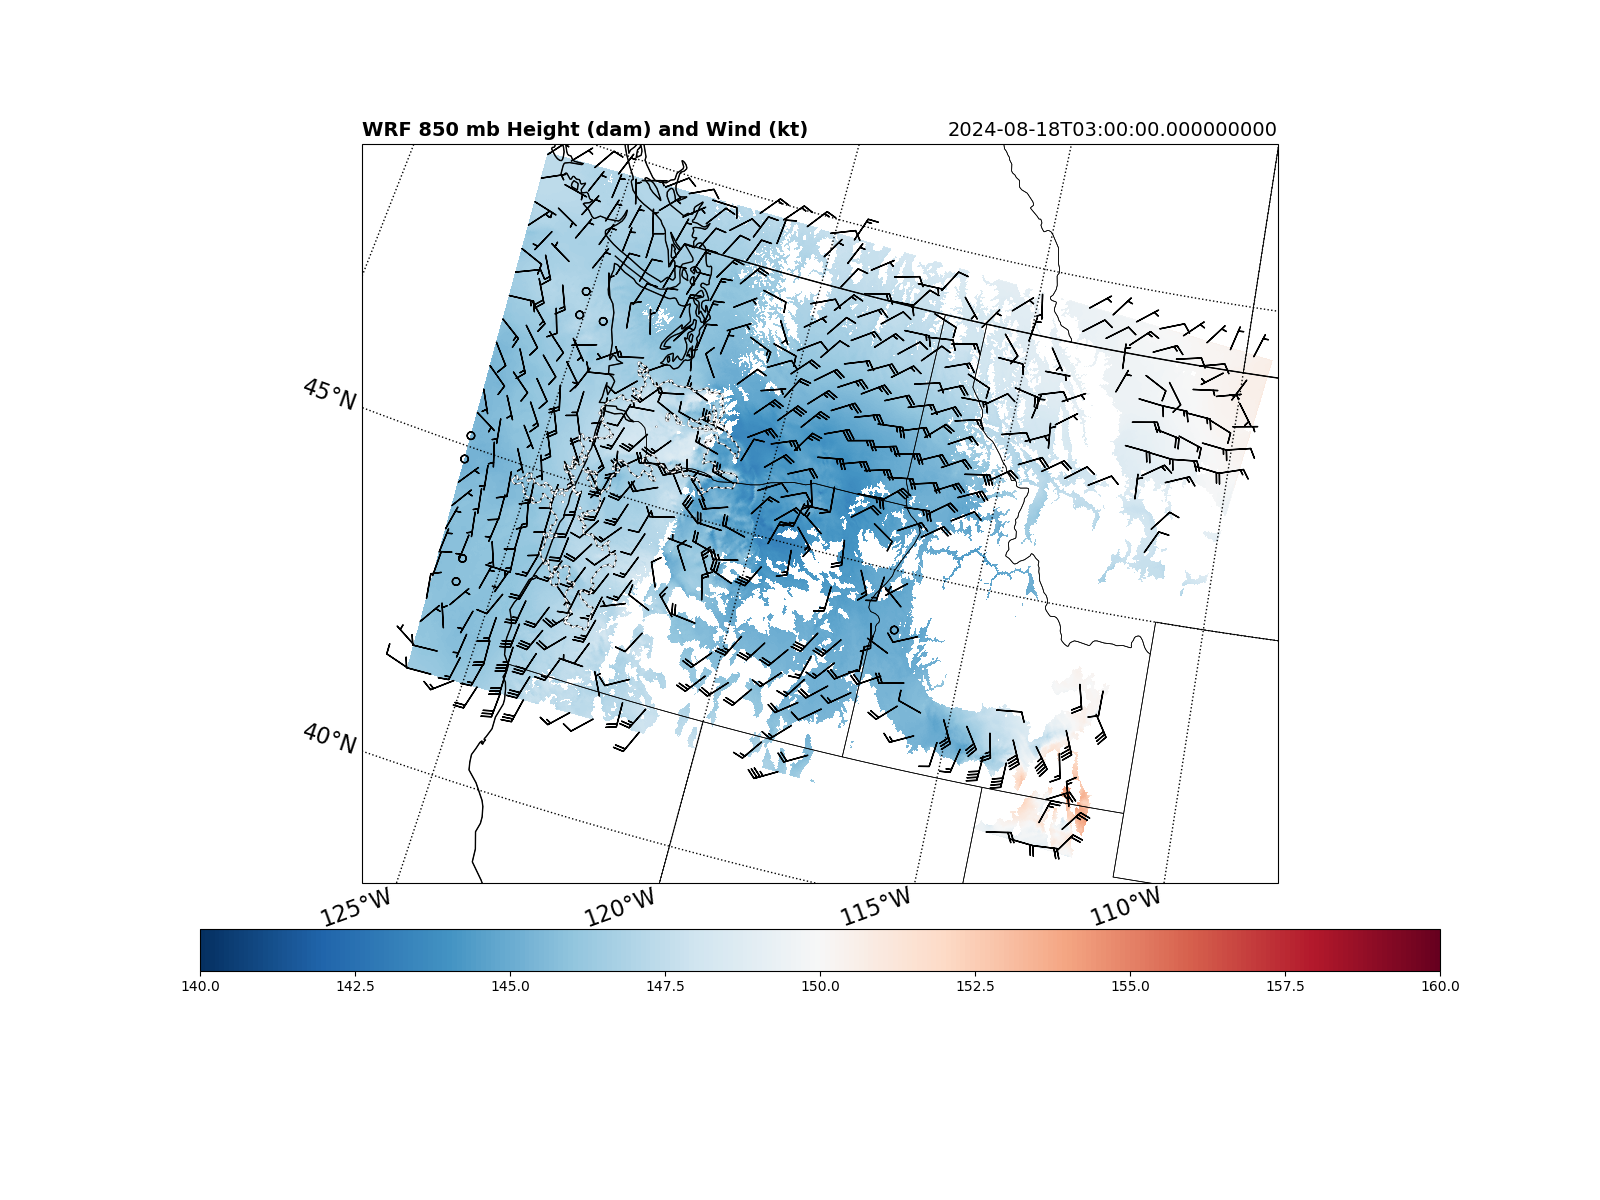 WRF 850 mb Height (dam) and Wind (kt)
2024-08-18T03:00:00.000000000
45°N
40°N
125°W
120°W
115°W
110°W
140.0
142.5
145.0
147.5
150.0
152.5
155.0
157.5
160.0